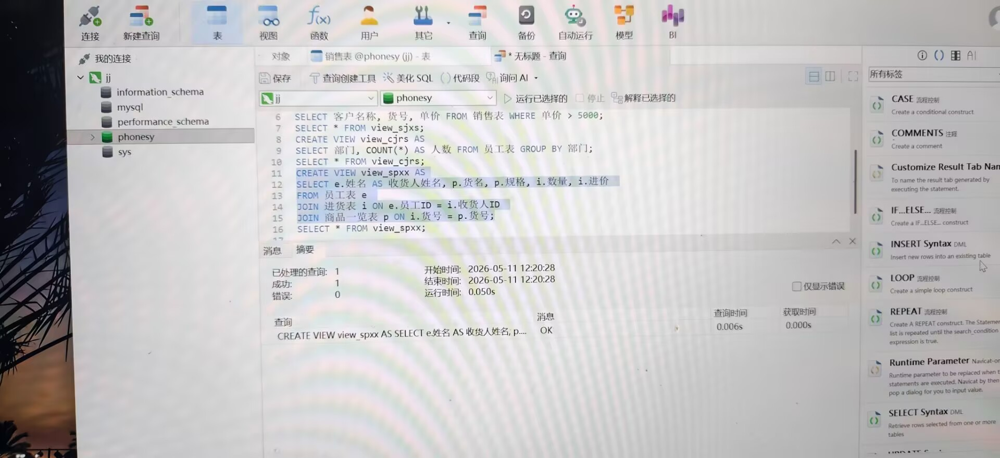 连接
新建查询
表
视图
f(x)
函数
用户
其它
查询
备份
自动运行
模型
BI
我的连接
jj
information_schema
mysql
performance_schema
phonesy
sys
对象
销售表 @phonesy (jj) - 表
* 无标题 - 查询
保存
查询创建工具
美化 SQL
() 代码段
AI 询问 AI
jj
phonesy
运行已选择的
停止
解释已选择的
6 SELECT 客户名称, 货号, 单价 FROM 销售表 WHERE 单价 > 5000;
7 SELECT * FROM view_sjxs;
8 CREATE VIEW view_cjrs AS
9 SELECT 部门, COUNT(*) AS 人数 FROM 员工表 GROUP BY 部门;
10 SELECT * FROM view_cjrs;
11 CREATE VIEW view_spxx AS
12 SELECT e.姓名 AS 收货人姓名, p.货名, p.规格, i.数量, i.进价
13 FROM 员工表 e
14 JOIN 进货表 i ON e.员工ID = i.收货人ID
15 JOIN 商品一览表 p ON i.货号 = p.货号;
16 SELECT * FROM view_spxx;
17
消息
摘要
已处理的查询: 1
成功: 1
错误: 0
开始时间: 2026-05-11 12:20:28
结束时间: 2026-05-11 12:20:28
运行时间: 0.050s
仅显示错误
查询
消息
查询时间
获取时间
CREATE VIEW view_spxx AS SELECT e.姓名 AS 收货人姓名, p....
OK
0.006s
0.000s
() AI
所有标签
CASE 流程控制
Create a conditional construct
COMMENTS 注释
Create a comment
Customize Result Tab Nam
To name the result tab generated by
executing the statement.
IF...ELSE... 流程控制
Create a IF...ELSE... construct
INSERT Syntax DML
Insert new rows into an existing table
LOOP 流程控制
Create a simple loop construct
REPEAT 流程控制
Create A REPEAT construct. The Statemer
list is repeated until the search_condition
expression is true.
Runtime Parameter Navicat-or
Runtime parameter to be replaced when t
statements are executed. Navicat by then
pop a dialog for you to input value.
SELECT Syntax DML
Retrieve rows selected from one or more
tables